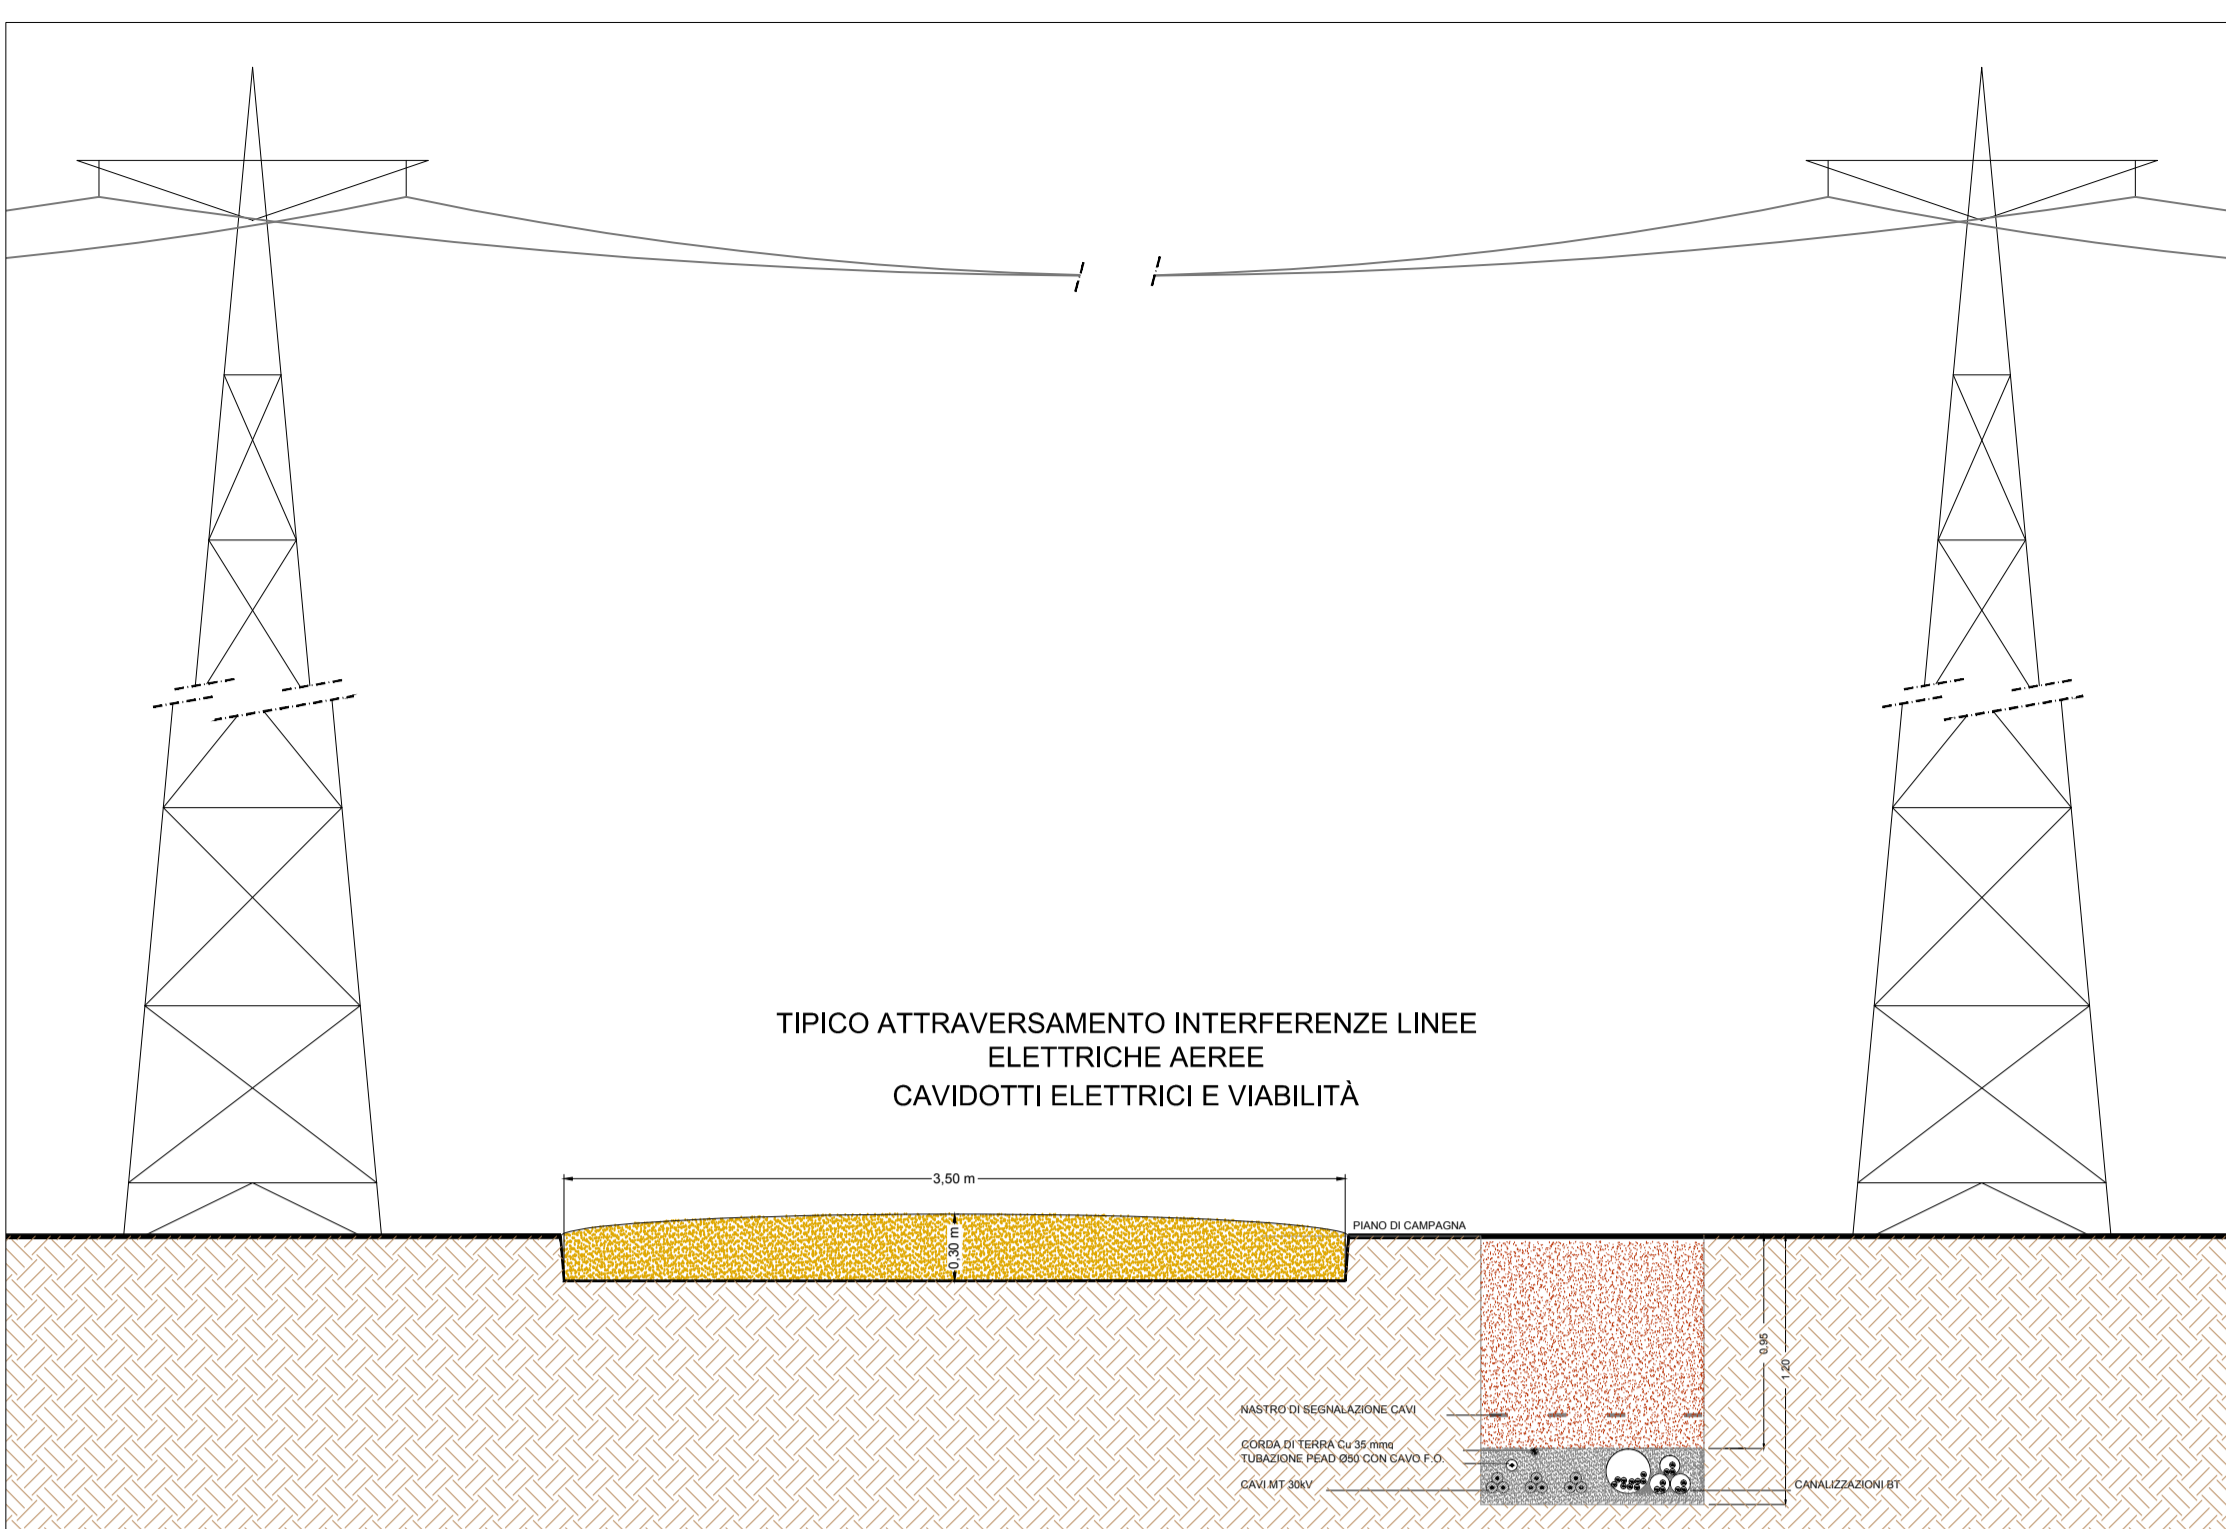 TIPICO ATTRAVERSAMENTO INTERFERENZE LINEE
ELETTRICHE AEREE
CAVIDOTTI ELETTRICI E VIABILITÀ
3,50 m
0,30 m
PIANO DI CAMPAGNA
0.95
1.20
NASTRO DI SEGNALAZIONE CAVI
CORDA DI TERRA Cu 35 mmq
TUBAZIONE PEAD Ø50 CON CAVO F.O.
CAVI MT 30kV
CANALIZZAZIONI BT